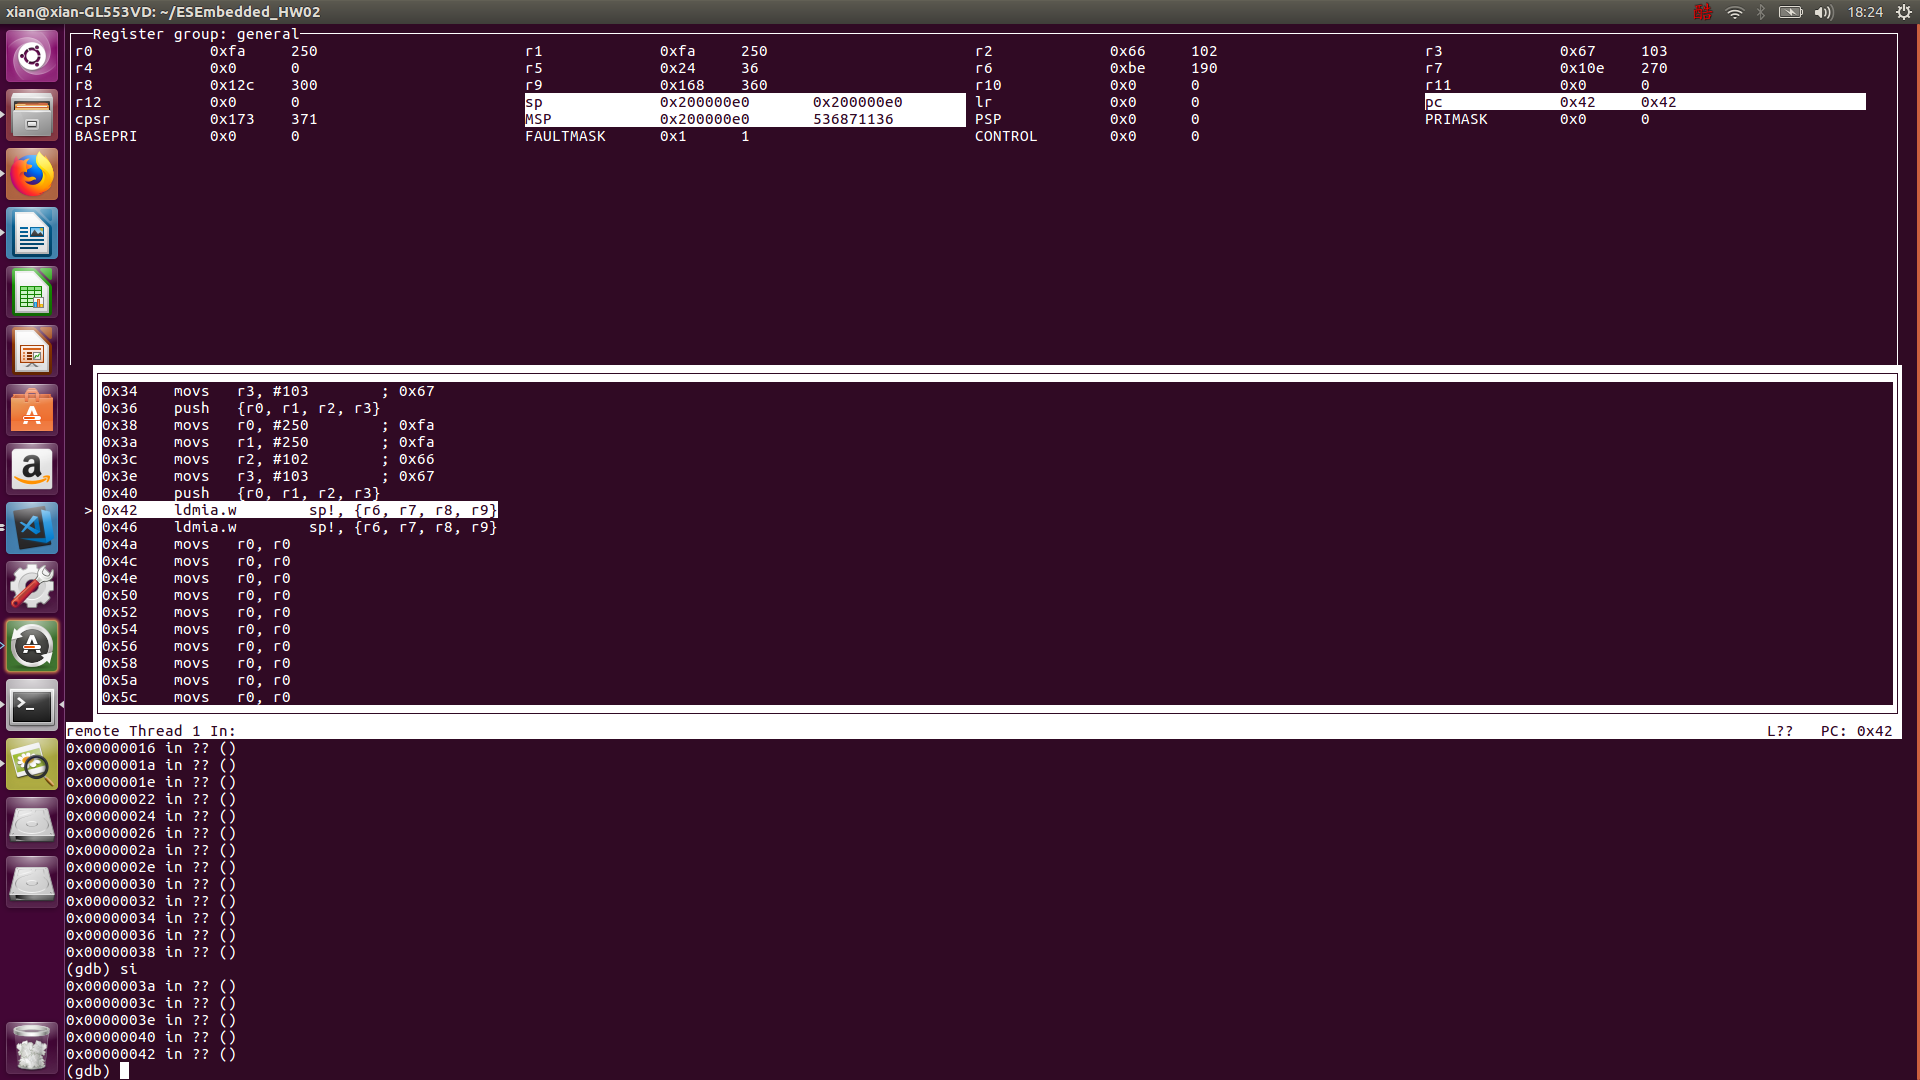 xian@xian-GL553VD: ~/ESEmbedded_HW02 酷 18:24
Register group: general
r0 0xfa 250 r1 0xfa 250 r2 0x66 102 r3 0x67 103
r4 0x0 0 r5 0x24 36 r6 0xbe 190 r7 0x10e 270
r8 0x12c 300 r9 0x168 360 r10 0x0 0 r11 0x0 0
r12 0x0 0 sp 0x200000e0 0x200000e0 lr 0x0 0 pc 0x42 0x42
cpsr 0x173 371 MSP 0x200000e0 536871136 PSP 0x0 0 PRIMASK 0x0 0
BASEPRI 0x0 0 FAULTMASK 0x1 1 CONTROL 0x0 0
0x34 movs r3, #103 ; 0x67
0x36 push {r0, r1, r2, r3}
0x38 movs r0, #250 ; 0xfa
0x3a movs r1, #250 ; 0xfa
0x3c movs r2, #102 ; 0x66
0x3e movs r3, #103 ; 0x67
0x40 push {r0, r1, r2, r3}
>0x42 ldmia.w sp!, {r6, r7, r8, r9}
0x46 ldmia.w sp!, {r6, r7, r8, r9}
0x4a movs r0, r0
0x4c movs r0, r0
0x4e movs r0, r0
0x50 movs r0, r0
0x52 movs r0, r0
0x54 movs r0, r0
0x56 movs r0, r0
0x58 movs r0, r0
0x5a movs r0, r0
0x5c movs r0, r0
remote Thread 1 In: L?? PC: 0x42
0x00000016 in ?? ()
0x0000001a in ?? ()
0x0000001e in ?? ()
0x00000022 in ?? ()
0x00000024 in ?? ()
0x00000026 in ?? ()
0x0000002a in ?? ()
0x0000002e in ?? ()
0x00000030 in ?? ()
0x00000032 in ?? ()
0x00000034 in ?? ()
0x00000036 in ?? ()
0x00000038 in ?? ()
(gdb) si
0x0000003a in ?? ()
0x0000003c in ?? ()
0x0000003e in ?? ()
0x00000040 in ?? ()
0x00000042 in ?? ()
(gdb)